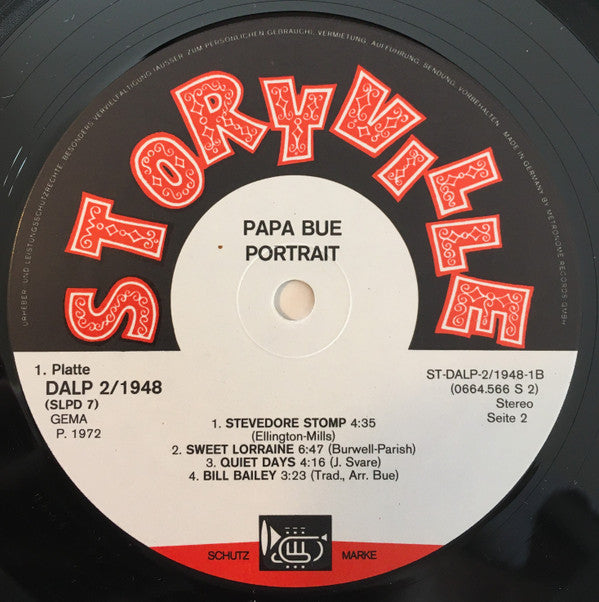 URHEBER- UND LEISTUNGSSCHUTZRECHTE, BESONDERS VERVIELFÄLTIGUNG (AUSSER ZUM PERSÖNLICHEN GEBRAUCH), VERMIETUNG, AUFFÜHRUNG, SENDUNG, VORBEHALTEN. MADE IN GERMANY BY METRONOME RECORDS GMBH
STORYVILLE
PAPA BUE
PORTRAIT
1. Platte
DALP 2/1948
(SLPD 7)
GEMA
P. 1972
ST-DALP-2/1948-1B
(0664.566 S 2)
Stereo
Seite 2
1. STEVEDORE STOMP 4:35
(Ellington-Mills)
2. SWEET LORRAINE 6:47 (Burwell-Parish)
3. QUIET DAYS 4:16 (J. Svare)
4. BILL BAILEY 3:23 (Trad., Arr. Bue)
SCHUTZ MARKE